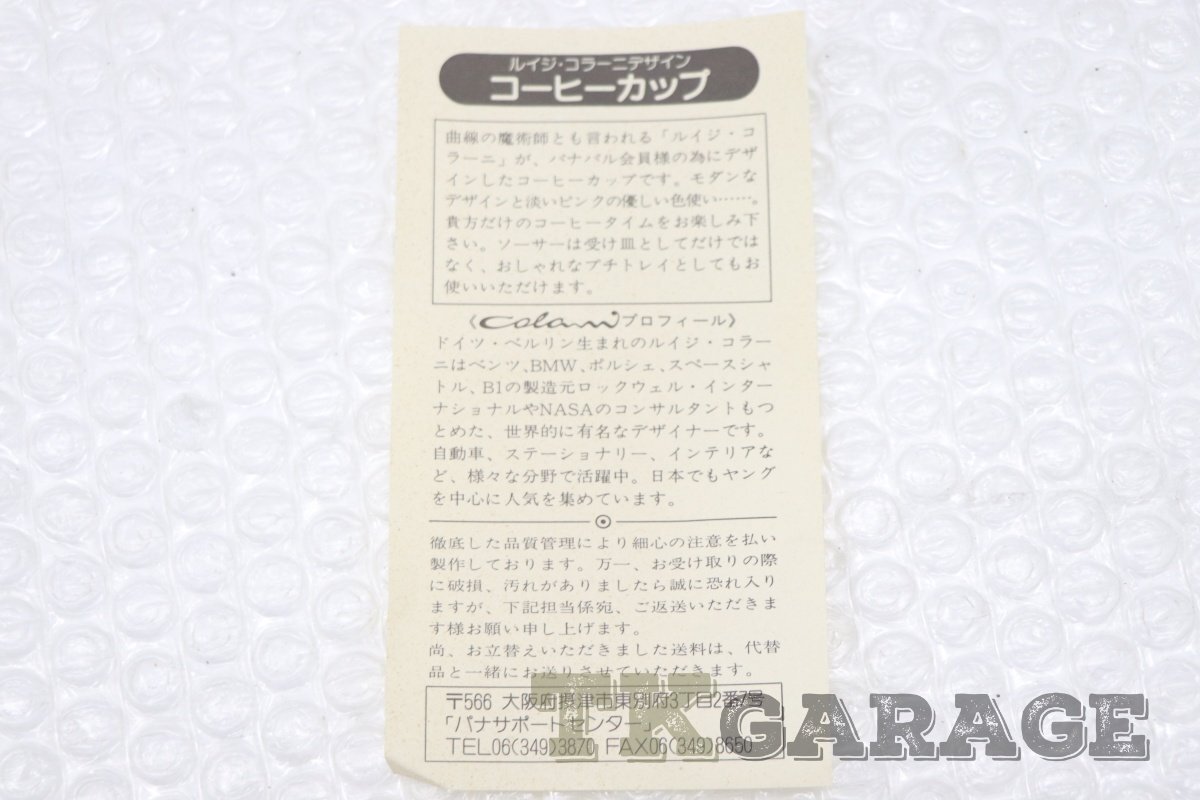 ルイジ・コラーニデザイン
コーヒーカップ
曲線の魔術師とも言われる「ルイジ・コ
ラーニ」が、パナパル会員様の為にデザ
インしたコーヒーカップです。モダンな
デザインと淡いピンクの優しい色使い……。
貴方だけのコーヒータイムをお楽しみ下
さい。ソーサーは受け皿としてだけでは
なく、おしゃれなプチトレイとしてもお
使いいただけます。
《Colaniプロフィール》
ドイツ・ベルリン生まれのルイジ・コラー
ニはベンツ、BMW、ポルシェ、スペースシャ
トル、B1の製造元ロックウェル・インター
ナショナルやNASAのコンサルタントもつ
とめた、世界的に有名なデザイナーです。
自動車、ステーショナリー、インテリアな
ど、様々な分野で活躍中。日本でもヤング
を中心に人気を集めています。
徹底した品質管理により細心の注意を払い
製作しております。万一、お受け取りの際
に破損、汚れがありましたら誠に恐れ入り
ますが、下記担当係宛、ご返送いただきま
す様お願い申し上げます。
尚、お立替えいただきました送料は、代替
品と一緒にお送りさせていただきます。
〒566 大阪府摂津市東別府3丁目2番7号
「パナサポートセンター
TEL06(349)3870 FAX06(349)8650
TK GARAGE